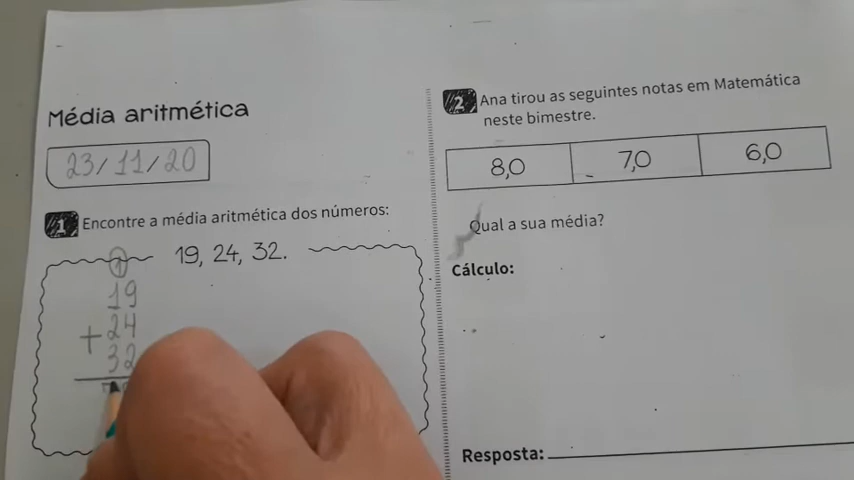 Média aritmética
23/11/20
1 Encontre a média aritmética dos números:
19, 24, 32.
1
19
+ 24
32
2 Ana tirou as seguintes notas em Matemática
neste bimestre.
8,0 7,0 6,0
Qual a sua média?
Cálculo:
Resposta: